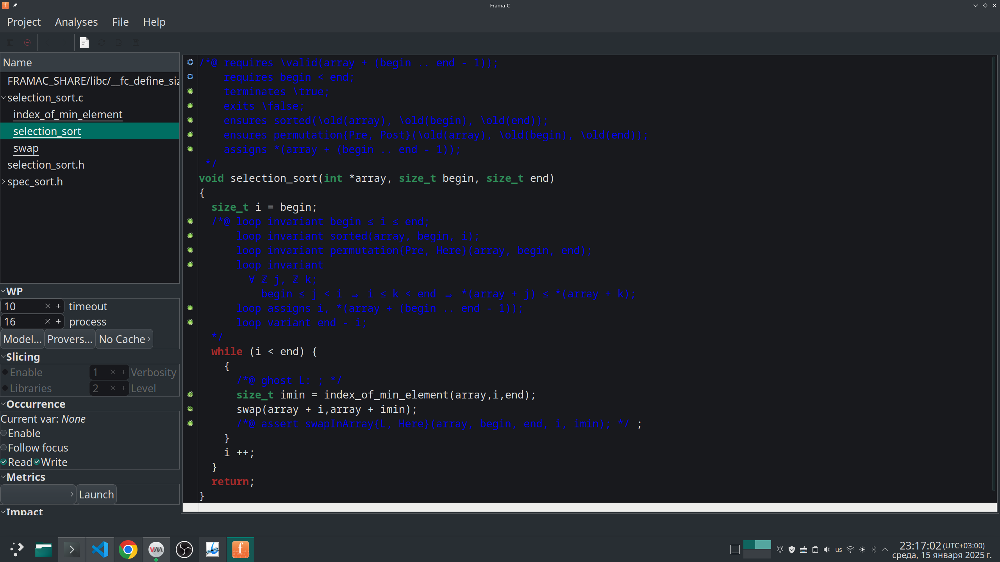 Frama-C
Project Analyses File Help
Name
FRAMAC_SHARE/libc/__fc_define_siz
selection_sort.c
index_of_min_element
selection_sort
swap
selection_sort.h
spec_sort.h
WP
10 timeout
16 process
Model... Provers... No Cache
Slicing
Enable 1 Verbosity
Libraries 2 Level
Occurrence
Current var: None
Enable
Follow focus
Read Write
Metrics
Launch
Impact
/*@ requires \valid(array + (begin .. end - 1));
requires begin < end;
terminates \true;
exits \false;
ensures sorted(\old(array), \old(begin), \old(end));
ensures permutation{Pre, Post}(\old(array), \old(begin), \old(end));
assigns *(array + (begin .. end - 1));
*/
void selection_sort(int *array, size_t begin, size_t end)
{
size_t i = begin;
/*@ loop invariant begin ≤ i ≤ end;
loop invariant sorted(array, begin, i);
loop invariant permutation{Pre, Here}(array, begin, end);
loop invariant
∀ ℤ j, ℤ k;
begin ≤ j < i → i ≤ k < end → *(array + j) ≤ *(array + k);
loop assigns i, *(array + (begin .. end - 1));
loop variant end - i;
*/
while (i < end) {
{
/*@ ghost L: ; */
size_t imin = index_of_min_element(array,i,end);
swap(array + i,array + imin);
/*@ assert swapInArray{L, Here}(array, begin, end, i, imin); */ ;
}
i ++;
}
return;
}
us
23:17:02 (UTC+03:00)
среда, 15 января 2025 г.